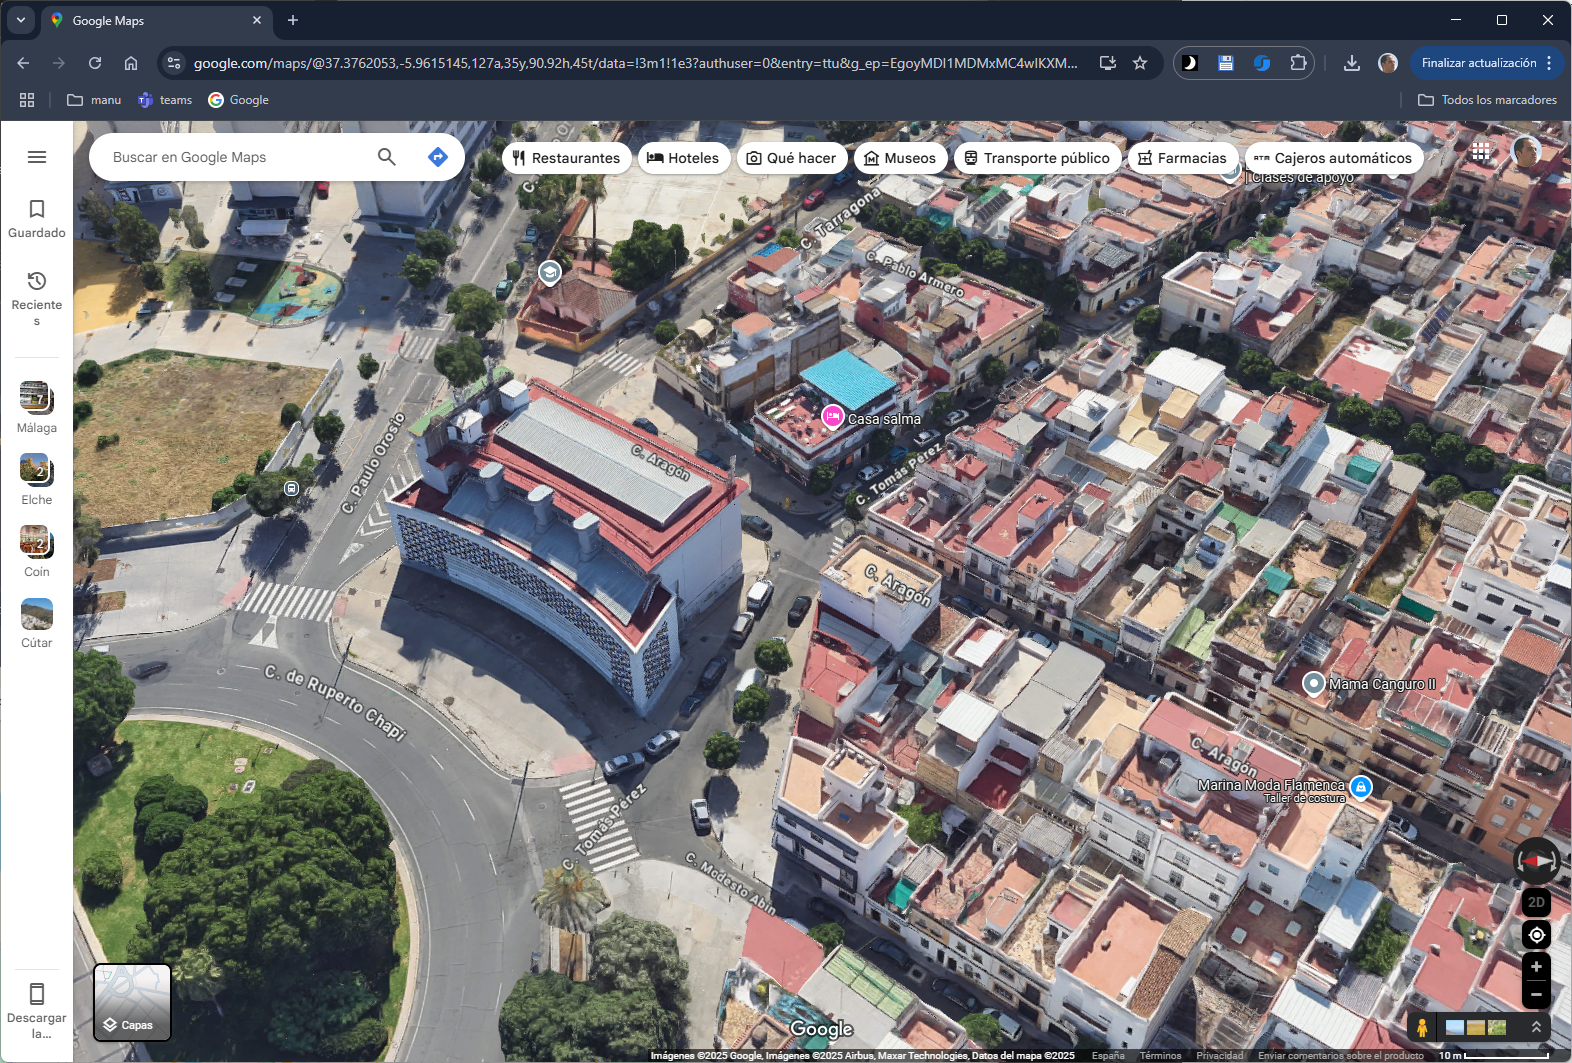 Google Maps
google.com/maps/@37.3762053,-5.9615145,127a,35y,90.92h,45t/data=!3m1!1e3?authuser=0&entry=ttu&g_ep=EgoyMDI1MDMxMC4wIKXM...
Finalizar actualización
manu
teams
Google
Todos los marcadores
Buscar en Google Maps
Restaurantes
Hoteles
Qué hacer
Museos
Transporte público
Farmacias
Cajeros automáticos
Clases de apoyo
Guardado
Reciente
s
7
Málaga
2
Elche
2
Coín
Cútar
Descargar
la...
Capas
C. Tarragona
C. Pablo Armero
C. Paulo Orosio
C. Aragón
Casa salma
C. Tomás Pérez
C. Aragón
C. de Ruperto Chapí
Mama Canguro II
C. Aragón
Marina Moda Flamenca
Taller de costura
C. Tomás Pérez
C. Modesto Abín
2D
Google
Imágenes ©2025 Google, Imágenes ©2025 Airbus, Maxar Technologies, Datos del mapa ©2025
España
Términos
Privacidad
Enviar comentarios sobre el producto
10 m